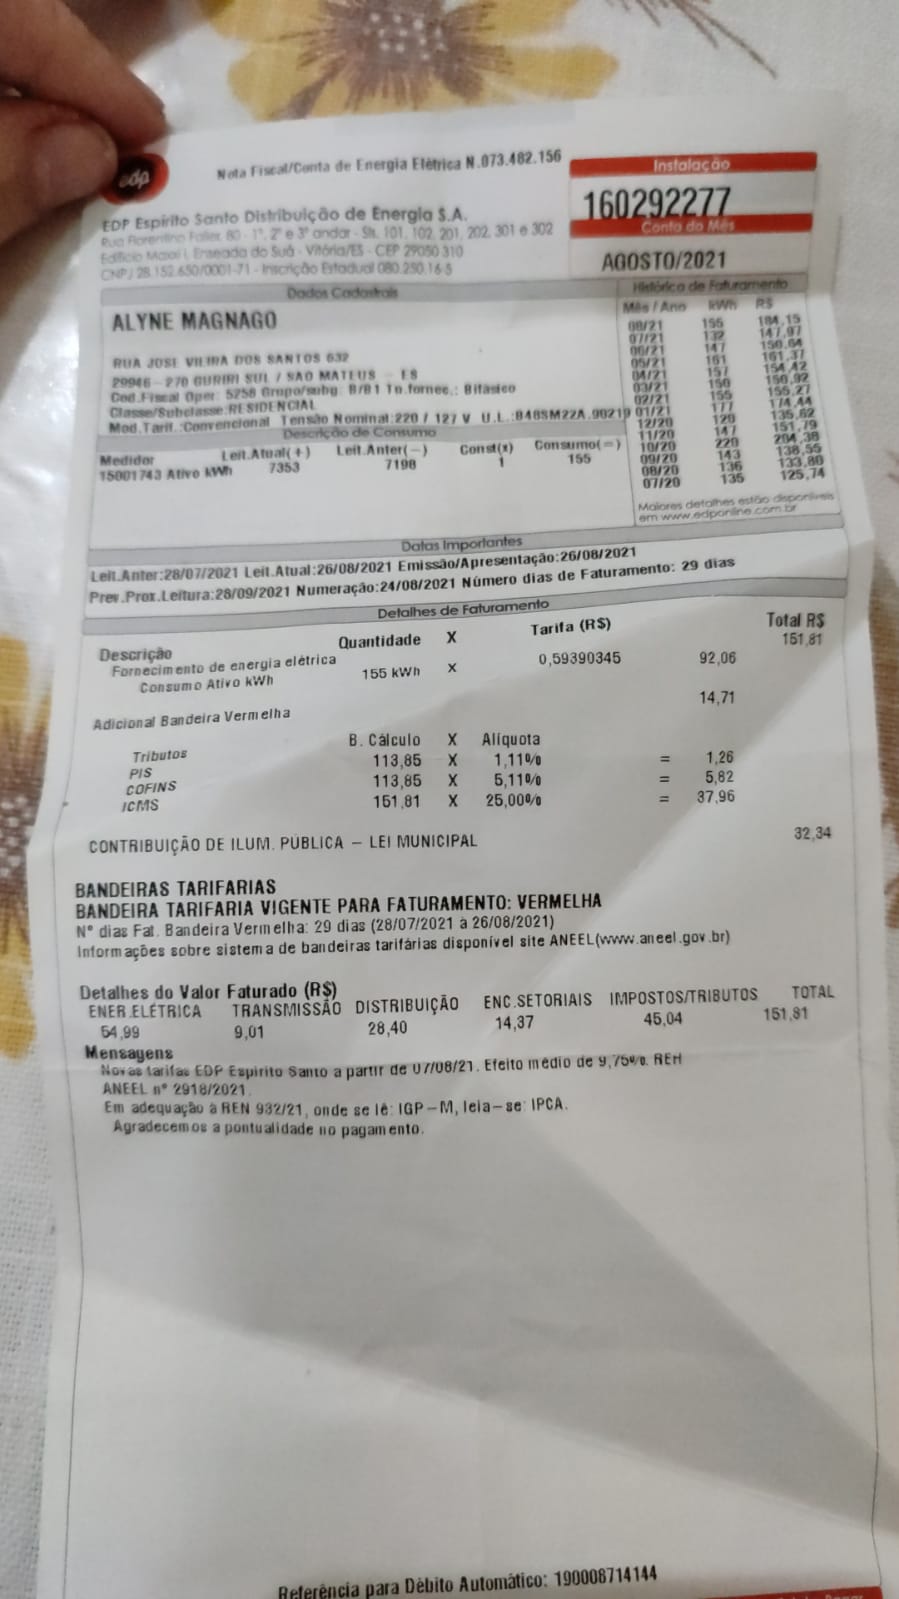 edp
Nota Fiscal/Conta de Energia Elétrica N.073.482.156
Instalação
160292277
Conta do Mês
AGOSTO/2021
EDP Espírito Santo Distribuição de Energia S.A.
Rua Florentino Faller, 80 - 1º, 2º e 3º andar - Sls. 101, 102, 201, 202, 301 e 302
Edifício Maxxi I, Enseada do Suá - Vitória/ES - CEP 29050 310
CNPJ 28.152.650/0001-71 - Inscrição Estadual 080.250.16-5
Dados Cadastrais
ALYNE MAGNAGO
RUA JOSE VIEIRA DOS SANTOS 632
29946 - 270 GURIRI SUL / SAO MATEUS - ES
Cod.Fiscal Oper: 5258 Grupo/subg: B/B1 Tp.fornec.: Bifasico
Classe/Subclasse:RESIDENCIAL
Mod.Tarif.:Convencional Tensão Nominal:220 / 127 V U.L.:B48SM22A.90219
Histórico de Faturamento
Mês / Ano kWh R$
08/21 155 184,15
07/21 132 147,97
06/21 147 150,64
05/21 161 161,37
04/21 157 154,42
03/21 150 150,92
02/21 155 155,27
01/21 177 174,44
12/20 120 135,62
11/20 147 151,79
10/20 220 204,38
09/20 143 138,55
08/20 136 133,80
07/20 135 125,74
Maiores detalhes estão disponíveis
em www.edponline.com.br
Descrição de Consumo
Medidor Leit.Atual(+) Leit.Anter(-) Const(x) Consumo(=)
15001743 Ativo kWh 7353 7198 1 155
Datas Importantes
Leit.Anter:28/07/2021 Leit.Atual:26/08/2021 Emissão/Apresentação:26/08/2021
Prev.Prox.Leitura:28/09/2021 Numeração:24/08/2021 Número dias de Faturamento: 29 dias
Detalhes de Faturamento
Descrição Quantidade X Tarifa (R$) Total R$
Fornecimento de energia elétrica 151,81
Consumo Ativo kWh 155 kWh X 0,59390345 92,06
Adicional Bandeira Vermelha 14,71
Tributos B. Cálculo X Alíquota
PIS 113,85 X 1,11% = 1,26
COFINS 113,85 X 5,11% = 5,82
ICMS 151,81 X 25,00% = 37,96
CONTRIBUIÇÃO DE ILUM. PÚBLICA - LEI MUNICIPAL 32,34
BANDEIRAS TARIFARIAS
BANDEIRA TARIFARIA VIGENTE PARA FATURAMENTO: VERMELHA
Nº dias Fat. Bandeira Vermelha: 29 dias (28/07/2021 à 26/08/2021)
Informações sobre sistema de bandeiras tarifárias disponível site ANEEL(www.aneel.gov.br)
Detalhes do Valor Faturado (R$)
ENER.ELÉTRICA TRANSMISSÃO DISTRIBUIÇÃO ENC.SETORIAIS IMPOSTOS/TRIBUTOS TOTAL
54,99 9,01 28,40 14,37 45,04 151,81
Mensagens
Novas tarifas EDP Espírito Santo a partir de 07/08/21. Efeito médio de 9,75%. REH
ANEEL nº 2918/2021.
Em adequação à REN 932/21, onde se lê: IGP-M, leia-se: IPCA.
Agradecemos a pontualidade no pagamento.
Referência para Débito Automático: 190008714144